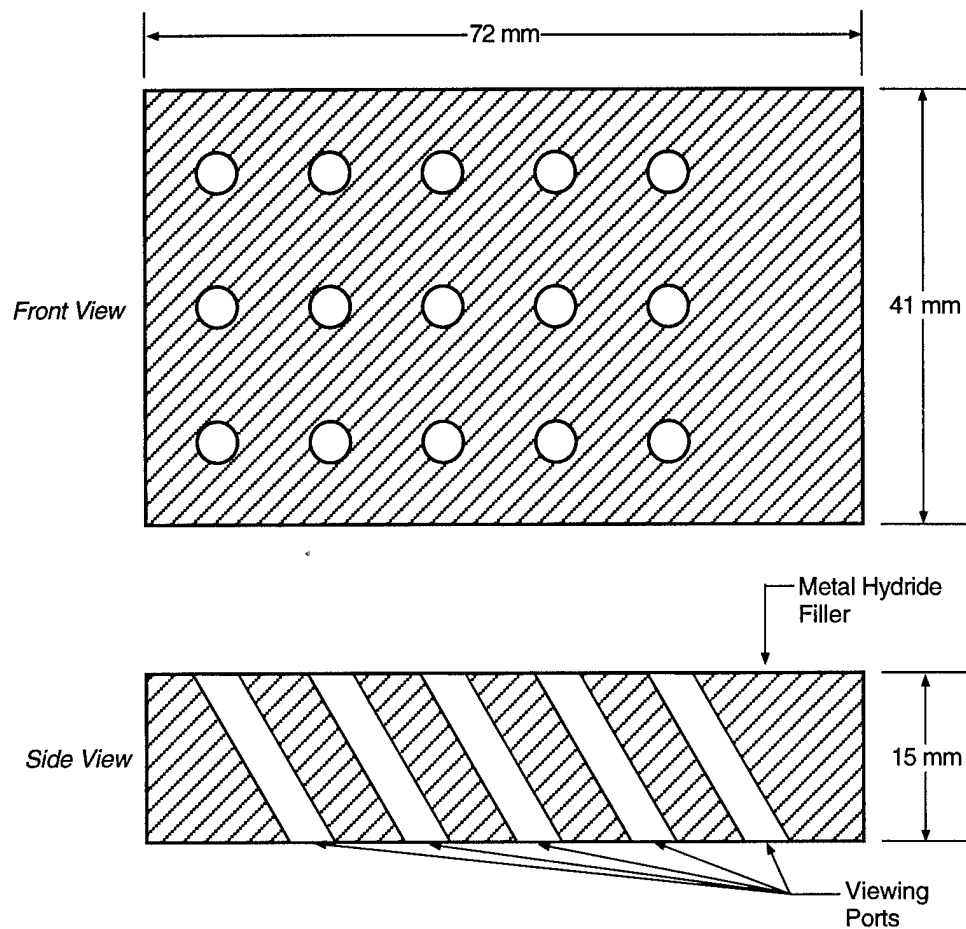 72 mm
Front View
41 mm
Metal Hydride
Filler
Side View
15 mm
Viewing
Ports